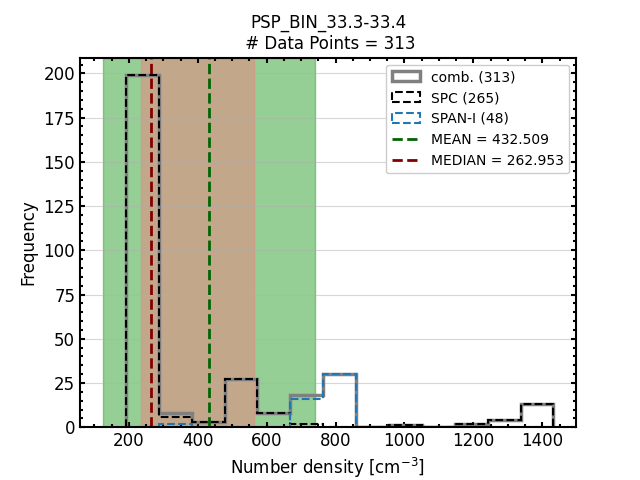 PSP_BIN_33.3-33.4
# Data Points = 313
comb. (313)
SPC (265)
SPAN-I (48)
MEAN = 432.509
MEDIAN = 262.953
Frequency
200
175
150
125
100
75
50
25
0
200 400 600 800 1000 1200 1400
Number density [cm⁻³]